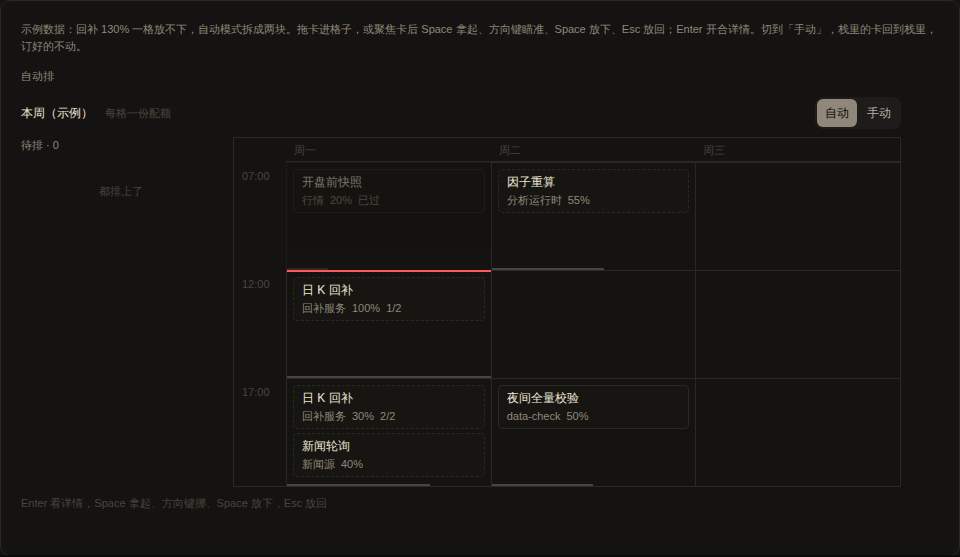 示例数据：回补 130% 一格放不下，自动模式拆成两块。拖卡进格子，或聚焦卡后 Space 拿起、方向键瞄准、Space 放下、Esc 放回；Enter 开合详情。切到「手动」，栈里的卡回到栈里，
订好的不动。
自动排
本周（示例） 每格一份配额
自动 手动
待排 · 0
都排上了
周一 周二 周三
07:00
开盘前快照
行情 20% 已过
因子重算
分析运行时 55%
12:00
日 K 回补
回补服务 100% 1/2
17:00
日 K 回补
回补服务 30% 2/2
夜间全量校验
data-check 50%
新闻轮询
新闻源 40%
Enter 看详情，Space 拿起、方向键挪、Space 放下，Esc 放回